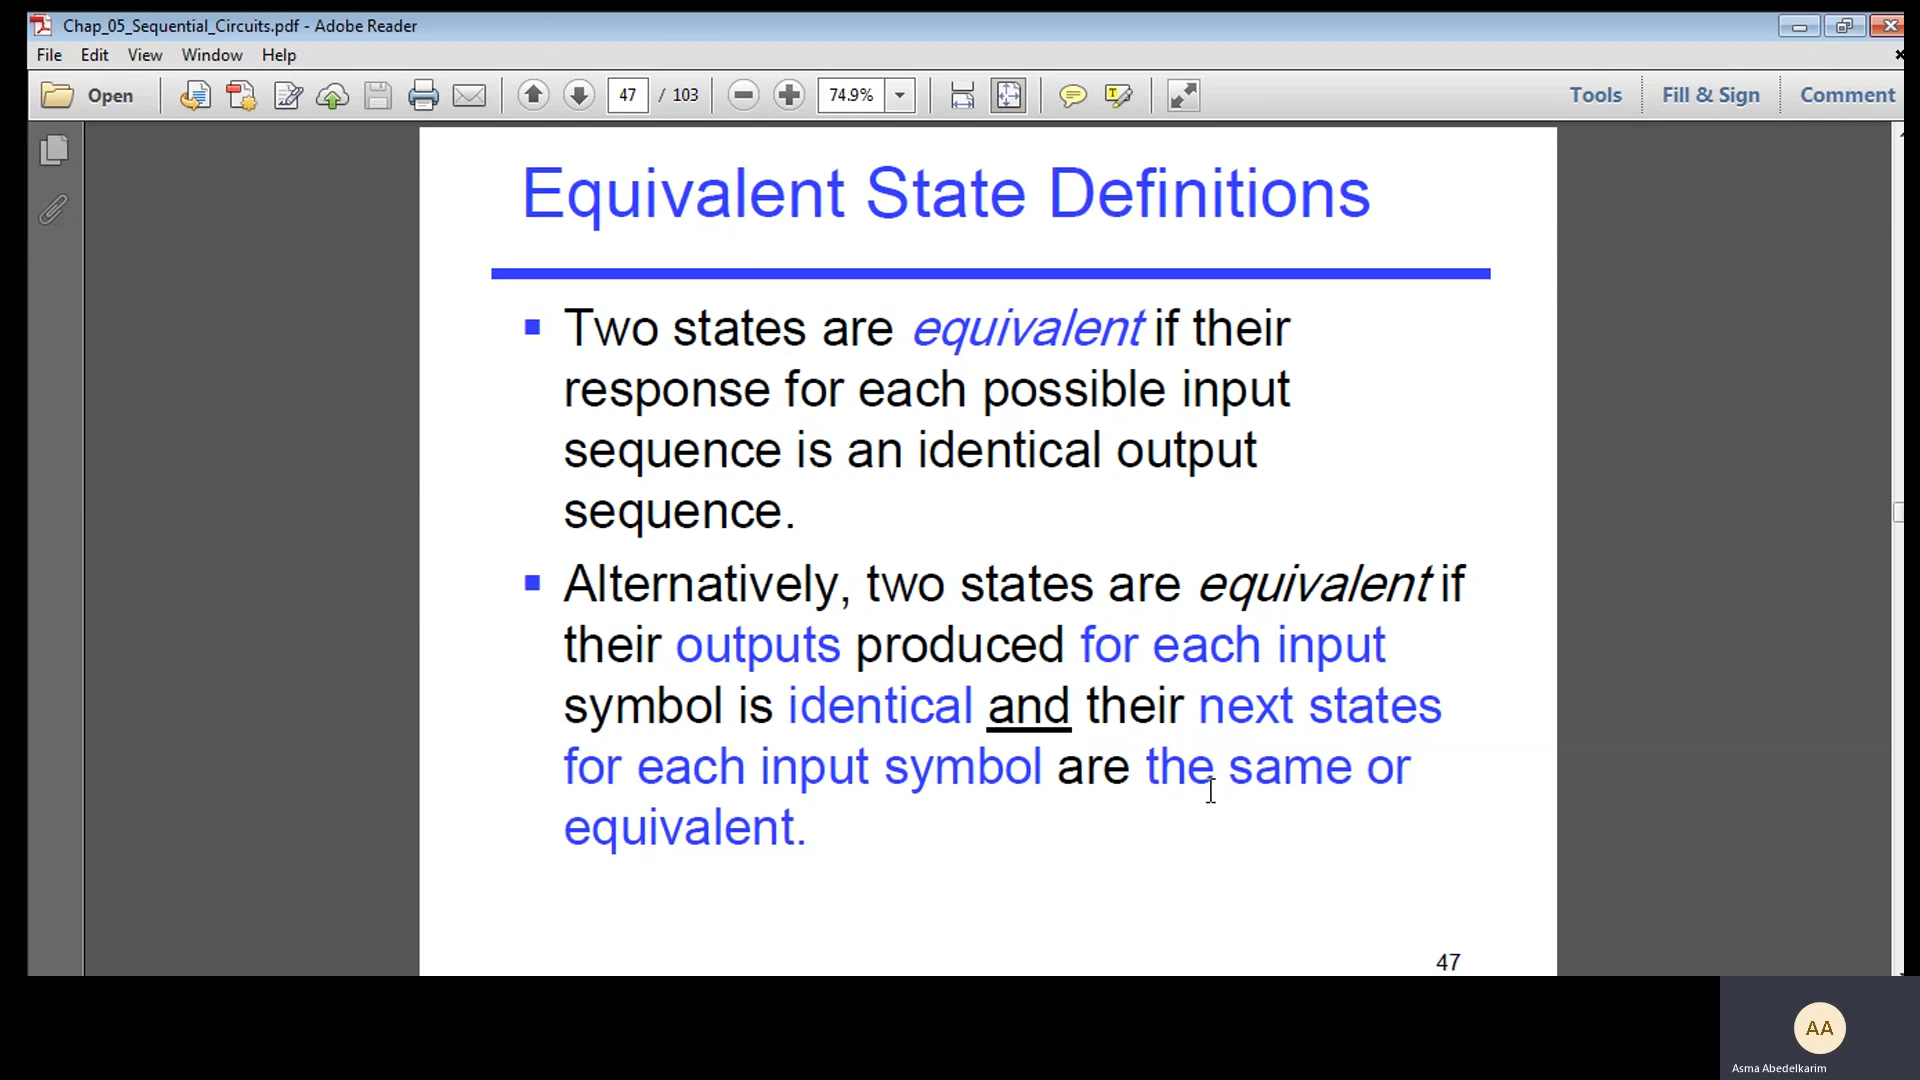 Chap_05_Sequential_Circuits.pdf - Adobe Reader
File Edit View Window Help
Open 47 / 103 74.9% Tools Fill & Sign Comment
Equivalent State Definitions
Two states are equivalent if their
response for each possible input
sequence is an identical output
sequence.
Alternatively, two states are equivalent if
their outputs produced for each input
symbol is identical and their next states
for each input symbol are the same or
equivalent.
47
AA
Asma Abedelkarim